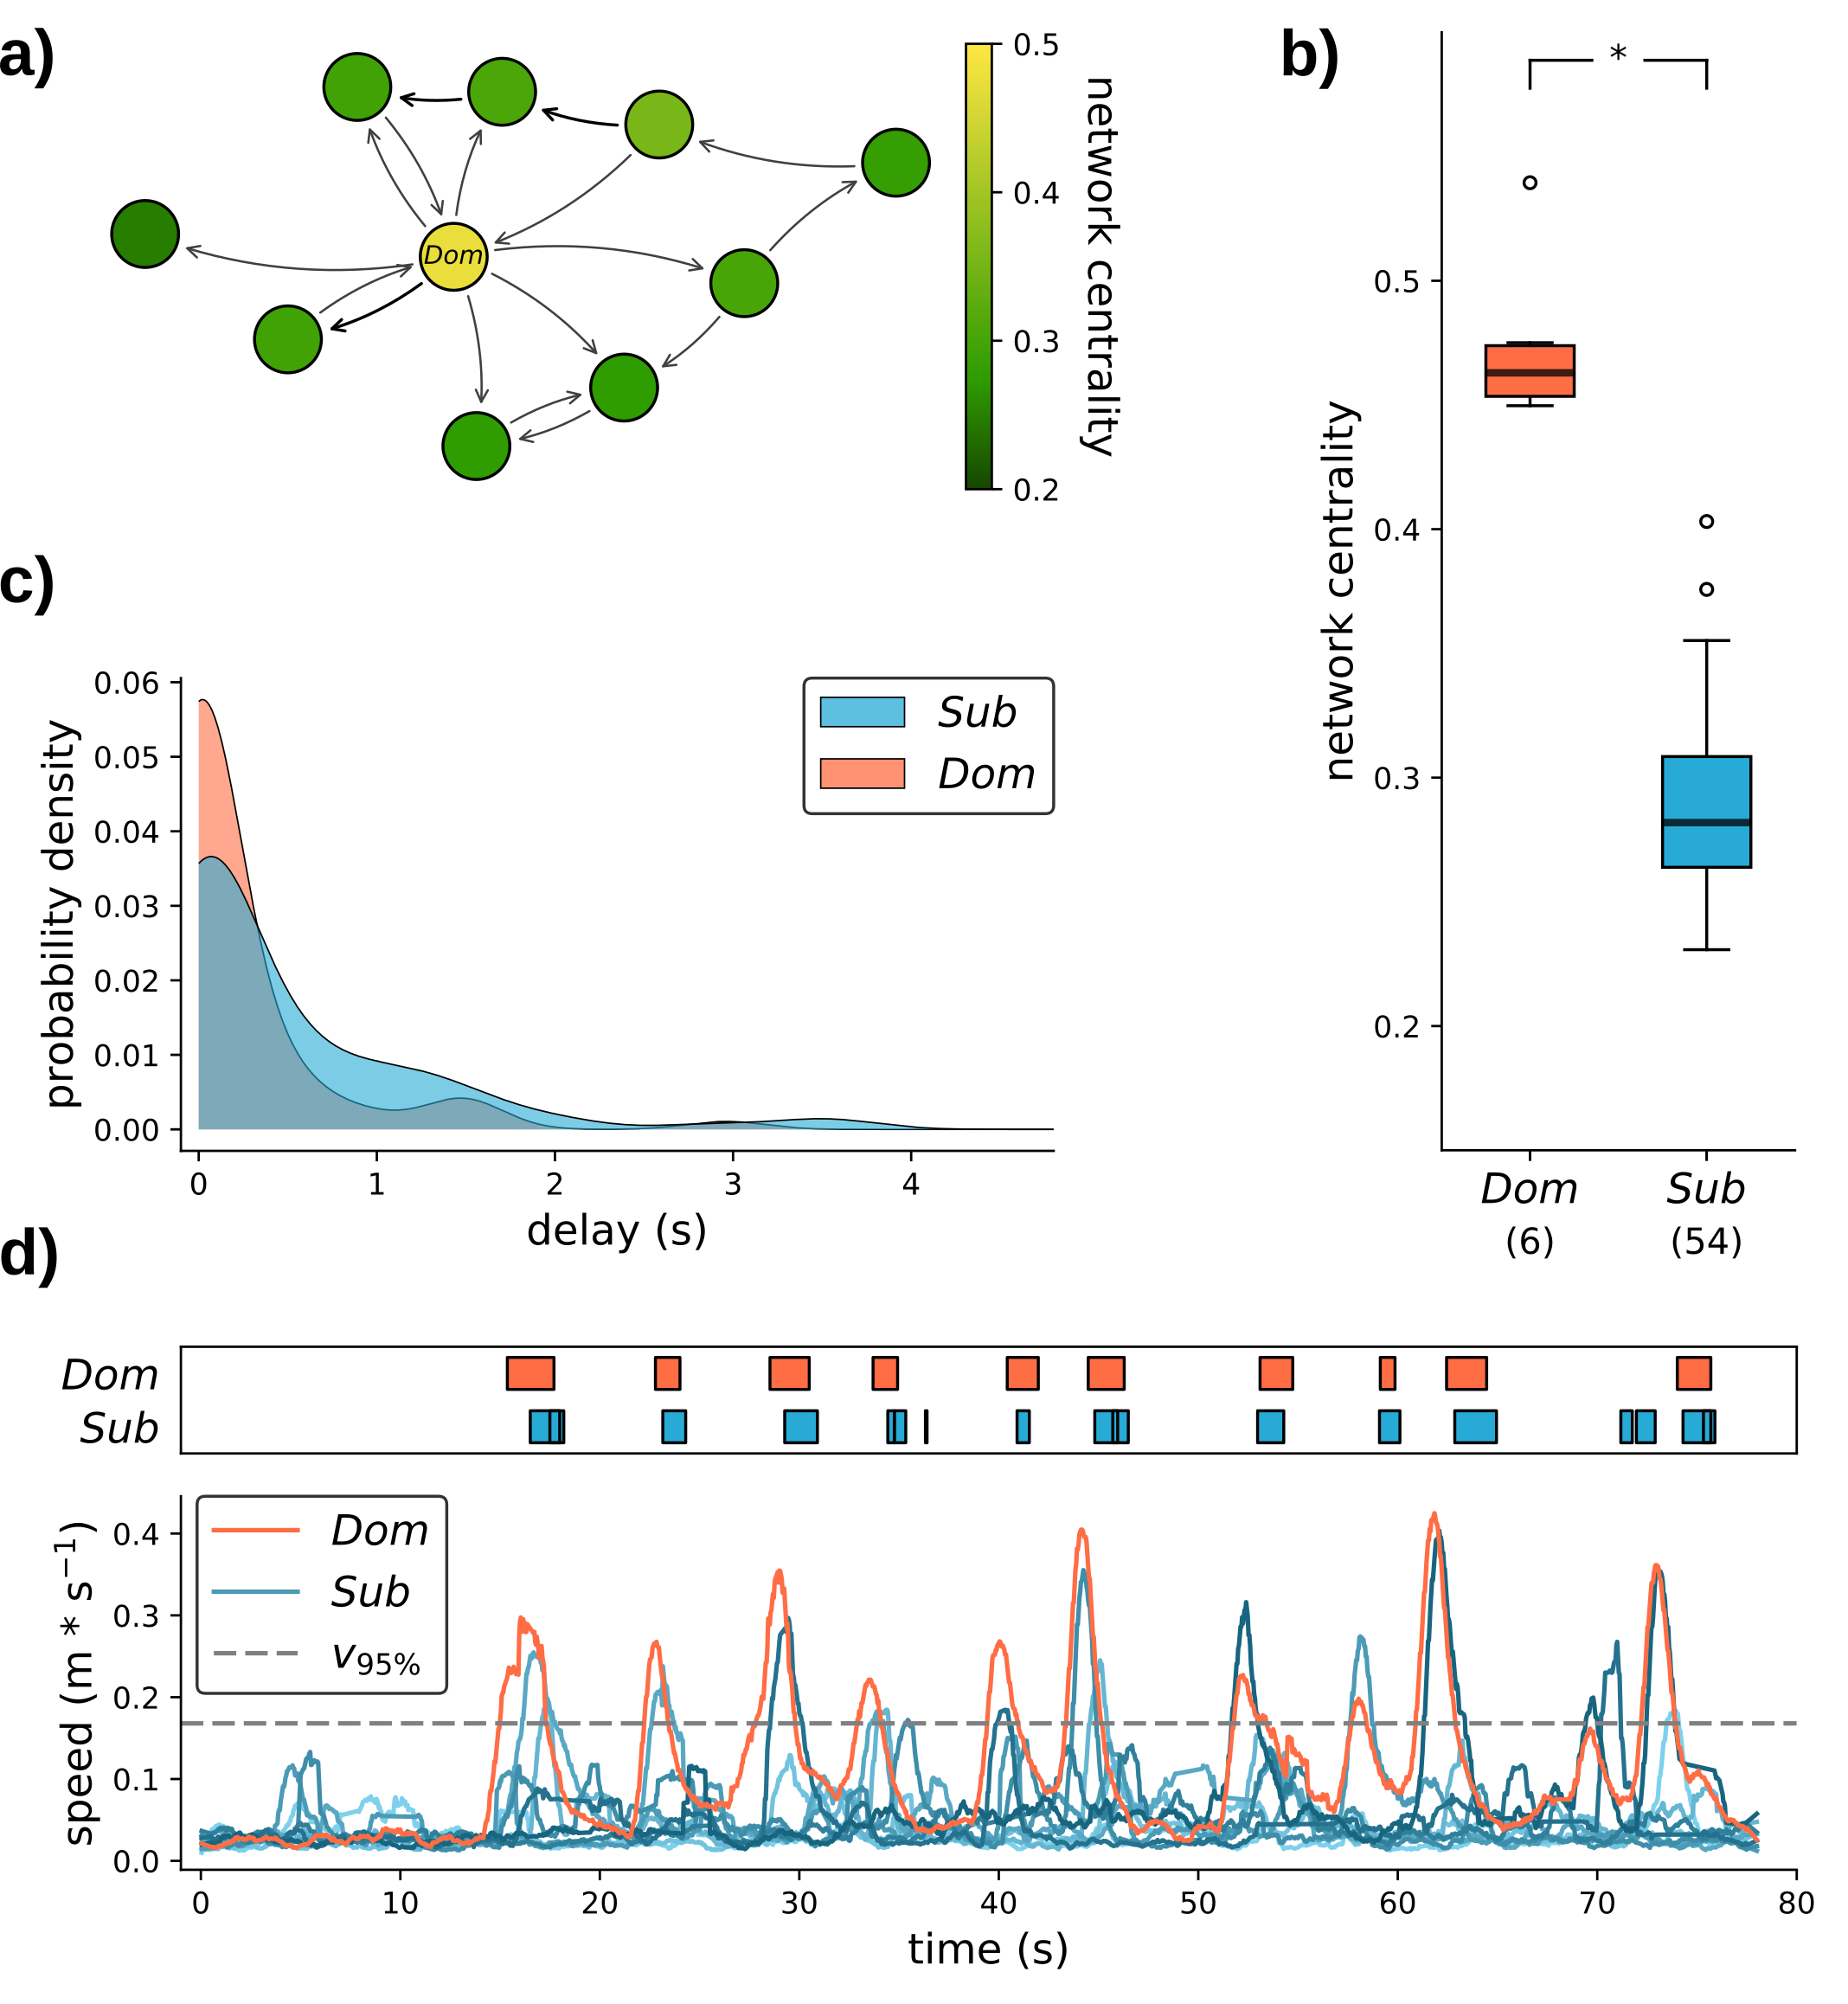 a)
Dom
0.5
0.4
0.3
0.2
network centrality
b)
*
0.5
0.4
0.3
0.2
network centrality
Dom
(6)
Sub
(54)
c)
0.06
0.05
0.04
0.03
0.02
0.01
0.00
probability density
Sub
Dom
0 1 2 3 4
delay (s)
d)
Dom
Sub
Dom
Sub
v95%
0.4
0.3
0.2
0.1
0.0
speed (m * s⁻¹)
0 10 20 30 40 50 60 70 80
time (s)